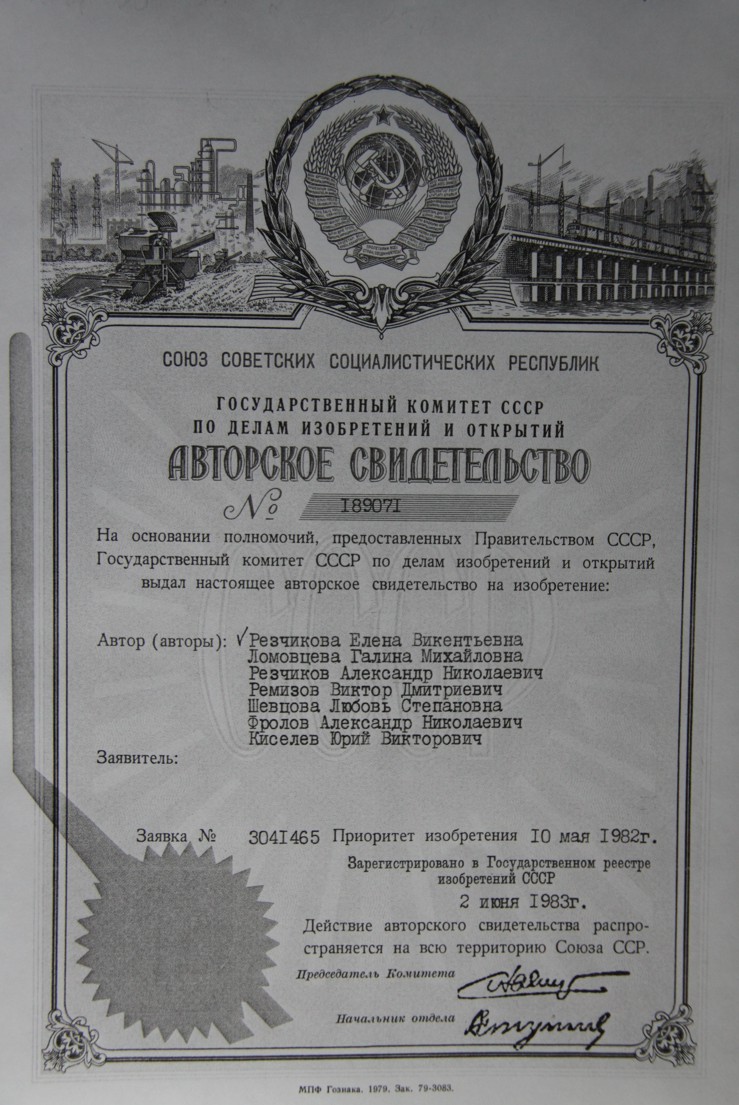 СОЮЗ СОВЕТСКИХ СОЦИАЛИСТИЧЕСКИХ РЕСПУБЛИК
ГОСУДАРСТВЕННЫЙ КОМИТЕТ СССР
ПО ДЕЛАМ ИЗОБРЕТЕНИЙ И ОТКРЫТИЙ
АВТОРСКОЕ СВИДЕТЕЛЬСТВО
№ 189071
На основании полномочий, предоставленных Правительством СССР,
Государственный комитет СССР по делам изобретений и открытий
выдал настоящее авторское свидетельство на изобретение:
Автор (авторы): Резчикова Елена Викентьевна
Ломовцева Галина Михайловна
Резчиков Александр Николаевич
Ремизов Виктор Дмитриевич
Шевцова Любовь Степановна
Фролов Александр Николаевич
Киселев Юрий Викторович
Заявитель:
Заявка № 3041465 Приоритет изобретения 10 мая 1982г.
Зарегистрировано в Государственном реестре
изобретений СССР
2 июня 1983г.
Действие авторского свидетельства распро-
страняется на всю территорию Союза ССР.
Председатель Комитета
Начальник отдела
МПФ Гознака. 1979. Зак. 79-3083.